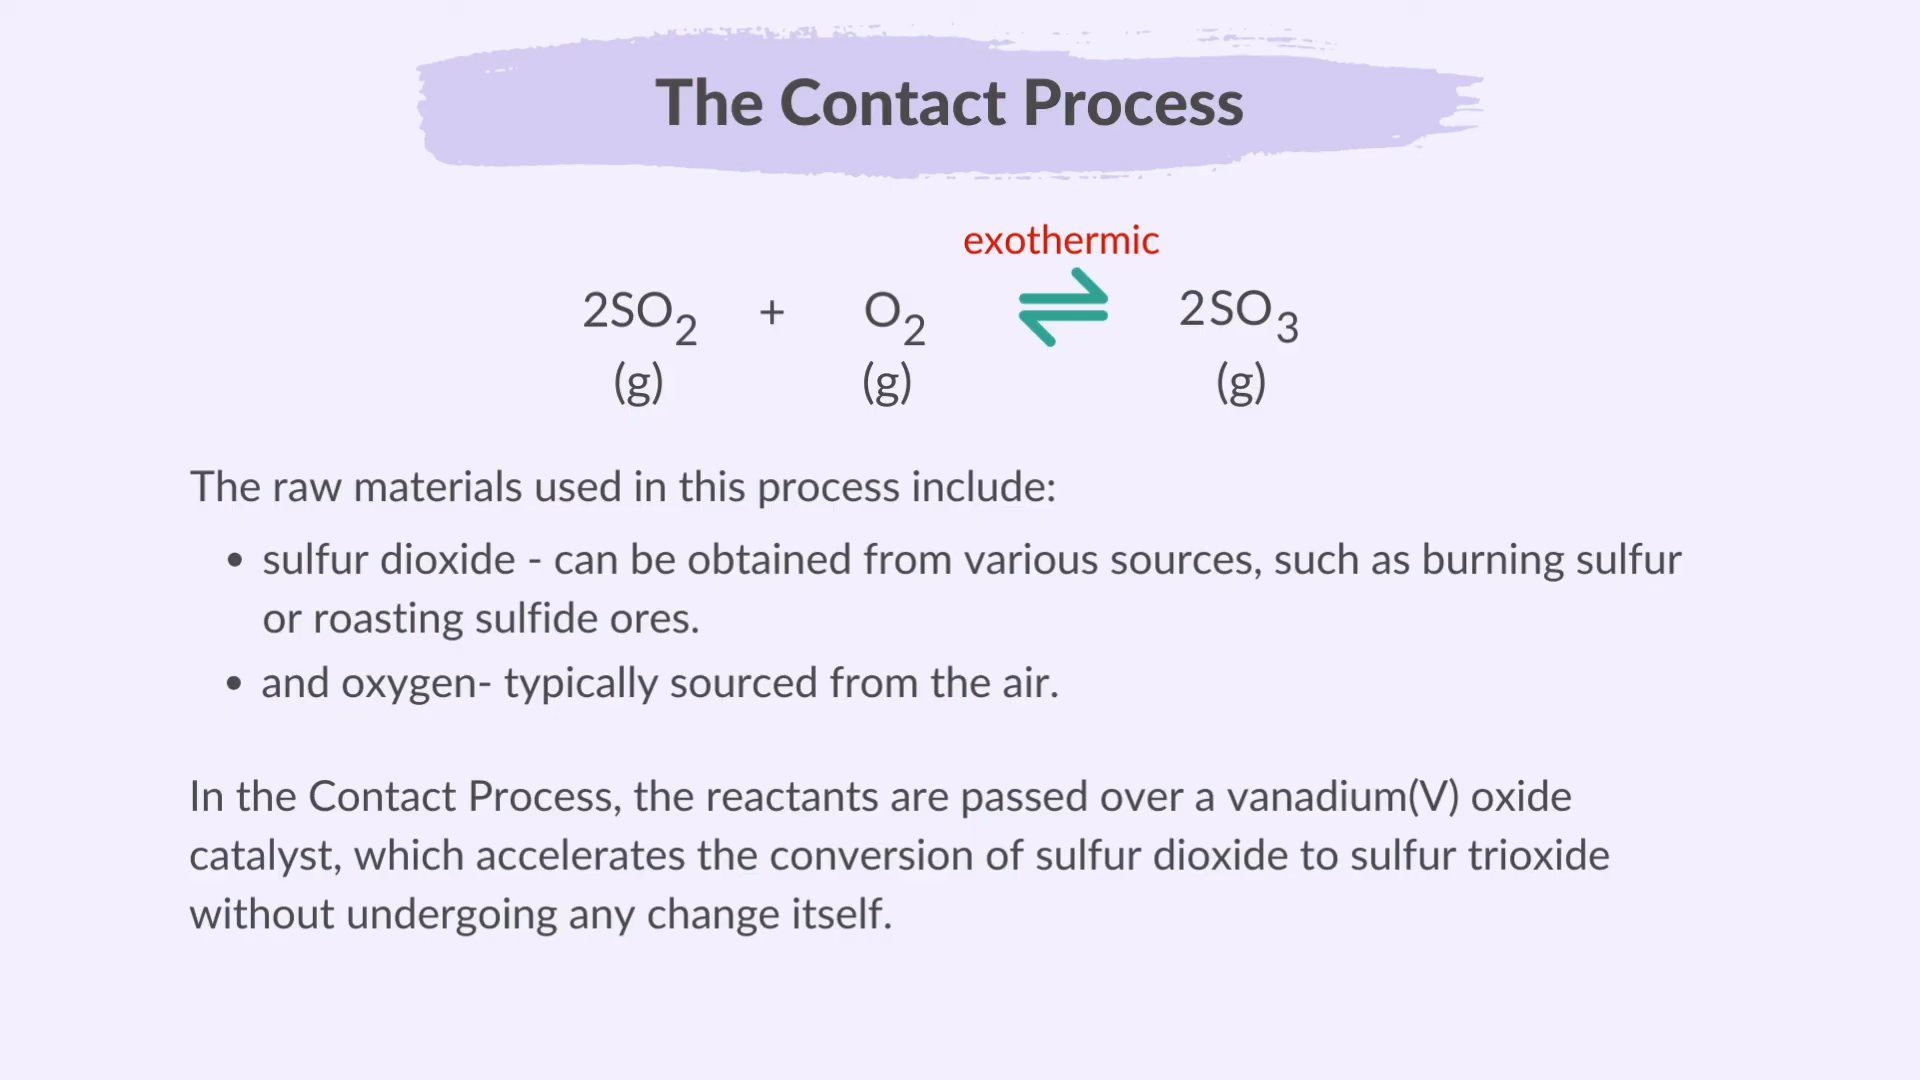 The Contact Process
exothermic
2SO2 + O2 ⇌ 2SO3
(g) (g) (g)
The raw materials used in this process include:
• sulfur dioxide - can be obtained from various sources, such as burning sulfur
or roasting sulfide ores.
• and oxygen- typically sourced from the air.
In the Contact Process, the reactants are passed over a vanadium(V) oxide
catalyst, which accelerates the conversion of sulfur dioxide to sulfur trioxide
without undergoing any change itself.